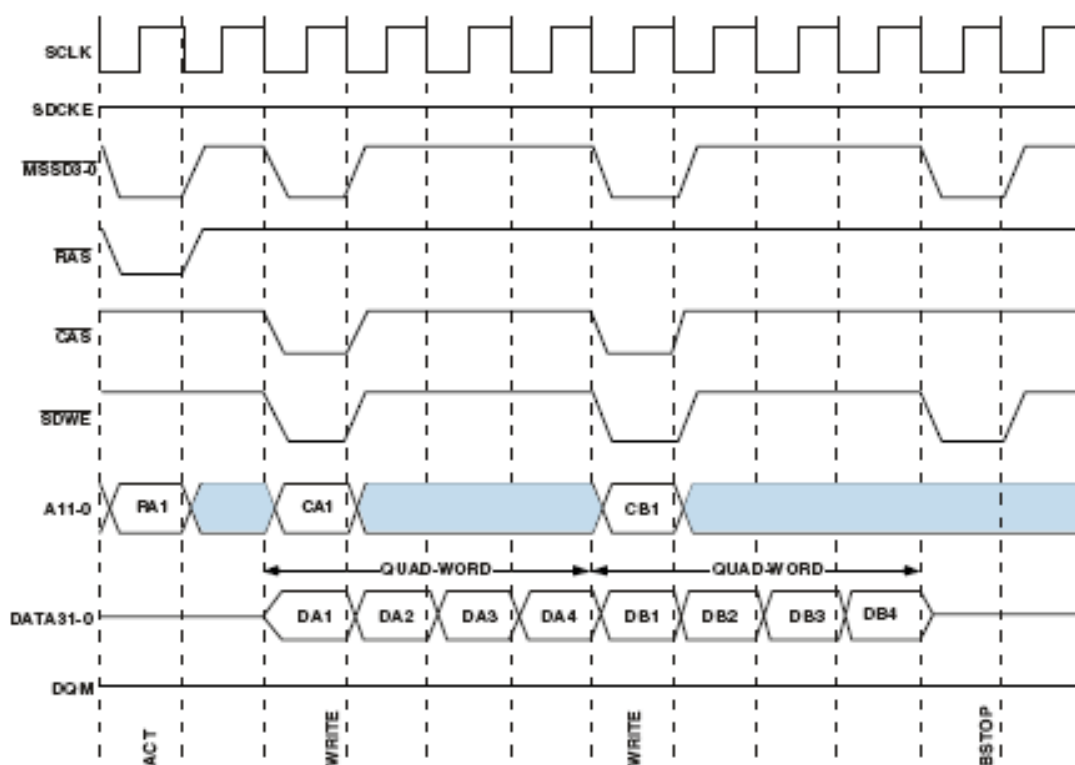 SCLK
SDCKE
MSSD3-0
RAS
CAS
SDWE
A11-0 RA1 CA1 CB1
QUAD-WORD QUAD-WORD
DATA31-0 DA1 DA2 DA3 DA4 DB1 DB2 DB3 DB4
DQM
ACT WRITE WRITE BSTOP